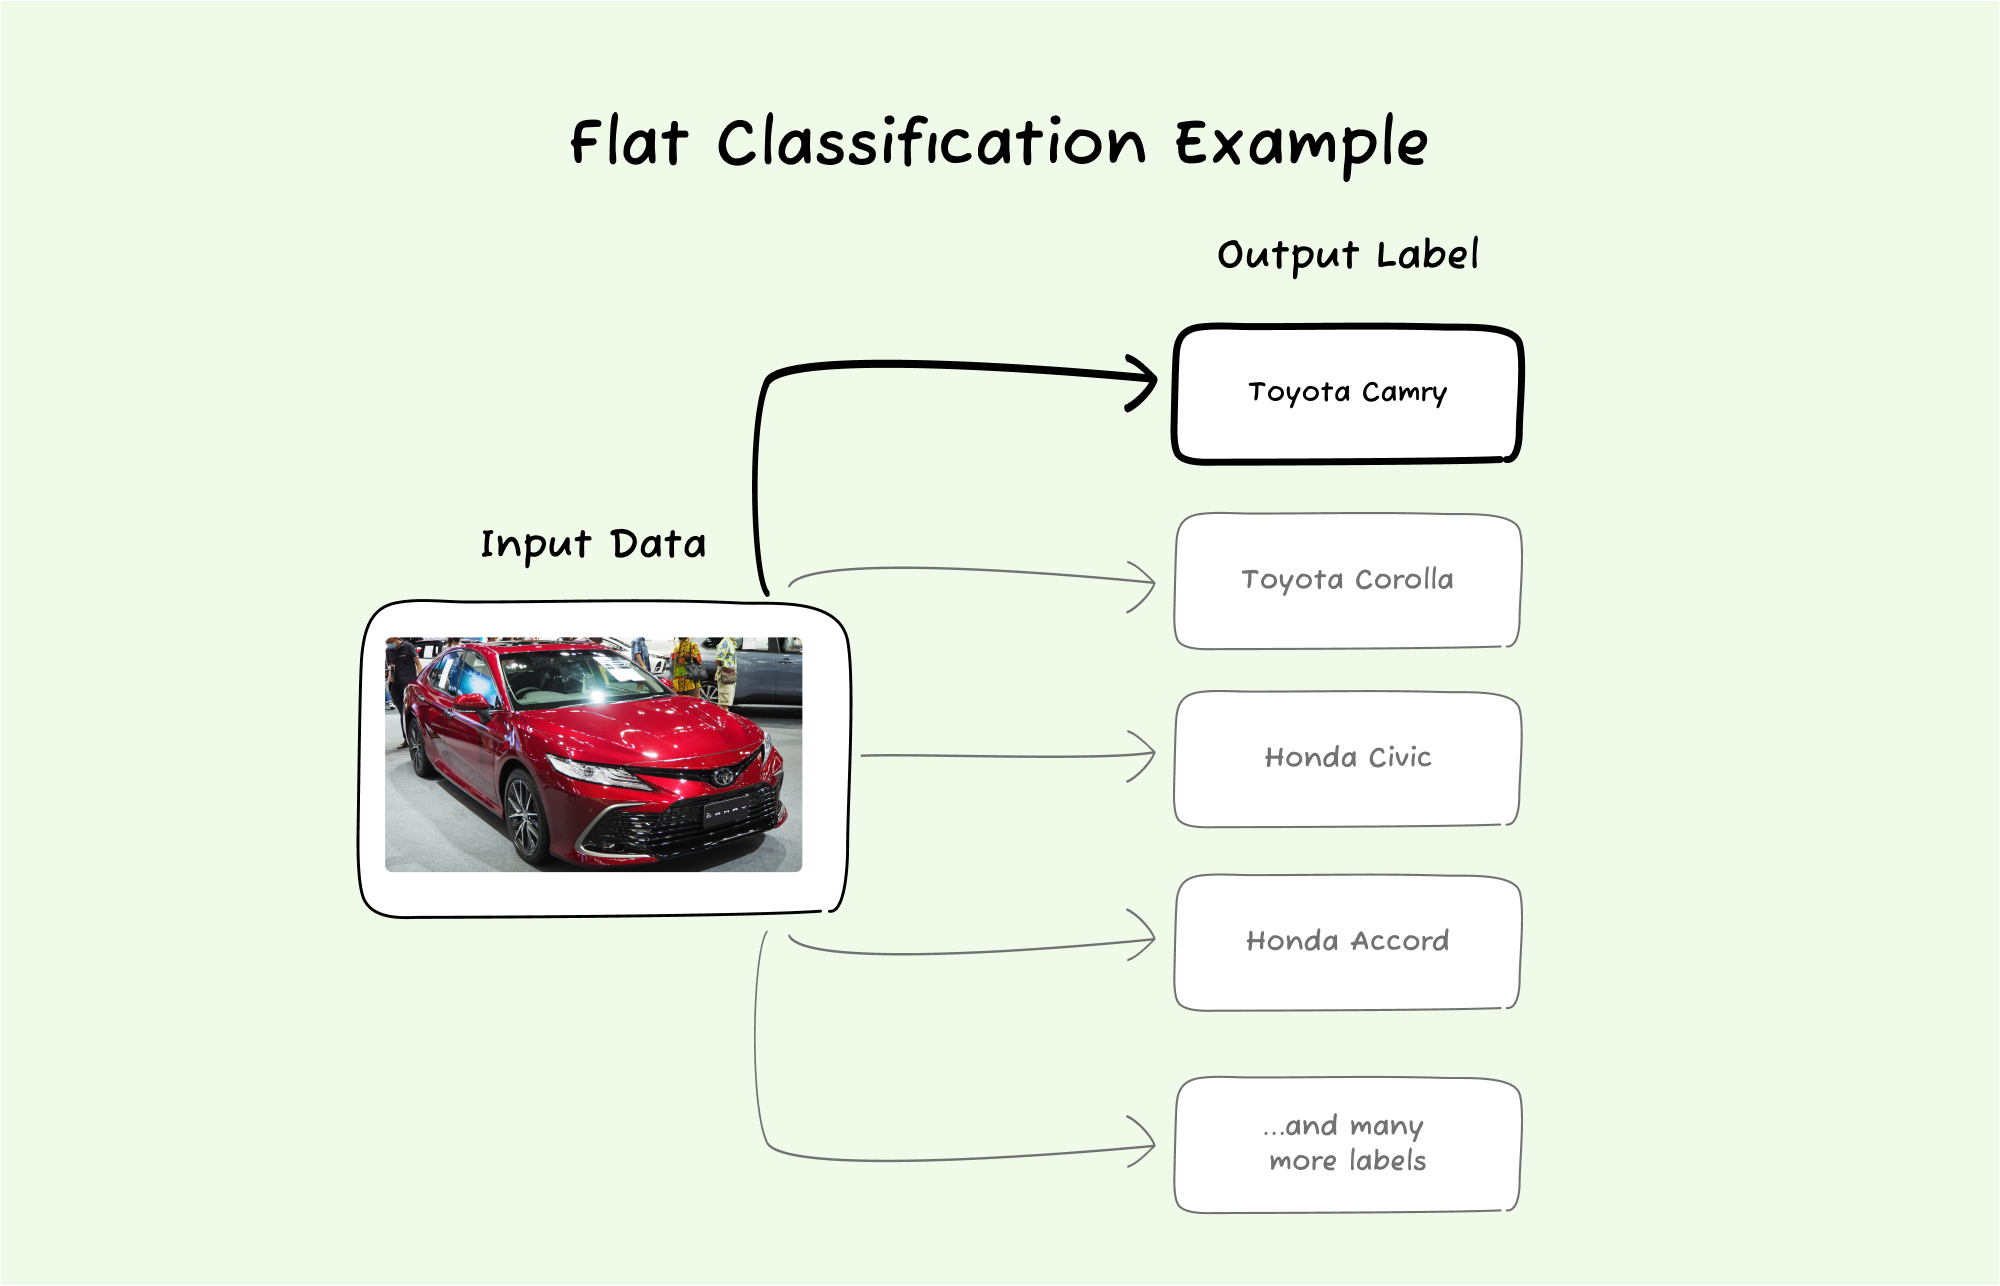 Flat Classification Example
Output Label
Toyota Camry
Input Data
Toyota Corolla
Honda Civic
CAMRY
Honda Accord
...and many
more labels